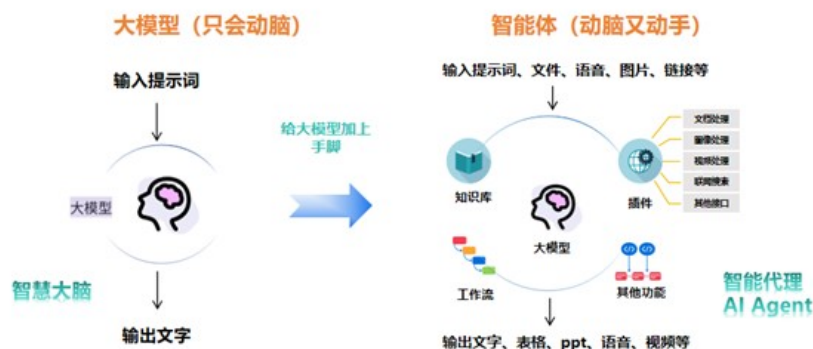 大模型（只会动脑）
输入提示词
大模型
智慧大脑
输出文字
给大模型加上
手脚
智能体（动脑又动手）
输入提示词、文件、语音、图片、链接等
知识库
插件
文档处理
图像处理
视频处理
联网搜索
其他接口
大模型
工作流
其他功能
智能代理
AI Agent
输出文字、表格、ppt、语音、视频等